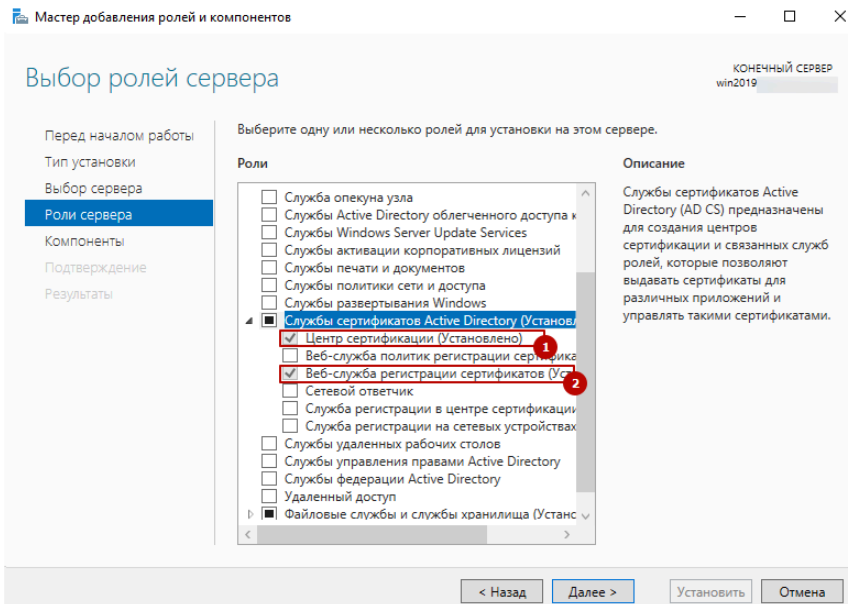 Мастер добавления ролей и компонентов
Выбор ролей сервера
КОНЕЧНЫЙ СЕРВЕР
win2019
Перед началом работы
Тип установки
Выбор сервера
Роли сервера
Компоненты
Подтверждение
Результаты
Выберите одну или несколько ролей для установки на этом сервере.
Роли
Служба опекуна узла
Службы Active Directory облегченного доступа к
Службы Windows Server Update Services
Службы активации корпоративных лицензий
Службы печати и документов
Службы политики сети и доступа
Службы развертывания Windows
Службы сертификатов Active Directory (Установл
Центр сертификации (Установлено)
1
Веб-служба политик регистрации сертифика
Веб-служба регистрации сертификатов (Уст
2
Сетевой ответчик
Служба регистрации в центре сертификации
Служба регистрации на сетевых устройствах
Службы удаленных рабочих столов
Службы управления правами Active Directory
Службы федерации Active Directory
Удаленный доступ
Файловые службы и службы хранилища (Устанс
Описание
Службы сертификатов Active
Directory (AD CS) предназначены
для создания центров
сертификации и связанных служб
ролей, которые позволяют
выдавать сертификаты для
различных приложений и
управлять такими сертификатами.
< Назад
Далее >
Установить
Отмена